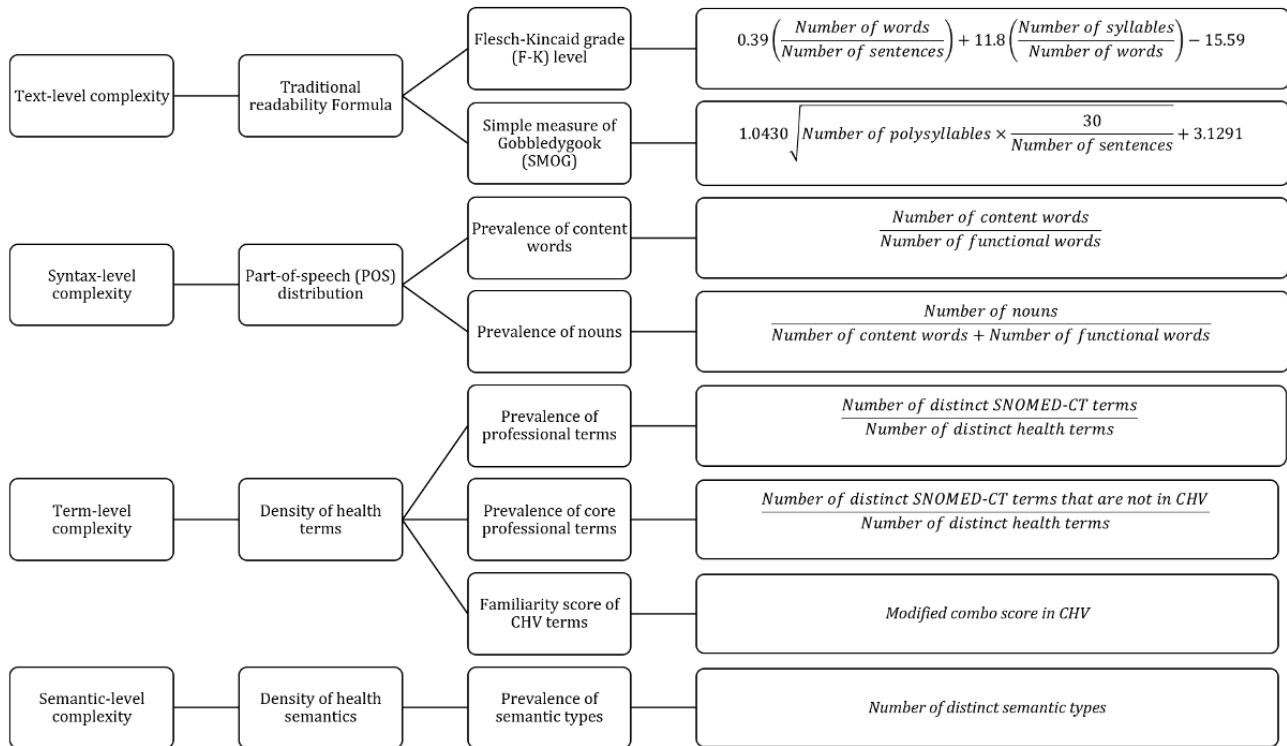 Text-level complexity
Traditional
readability Formula
Flesch-Kincaid grade
(F-K) level
0.39 (Number of words / Number of sentences) + 11.8 (Number of syllables / Number of words) − 15.59
Simple measure of
Gobbledygook
(SMOG)
1.0430 √(Number of polysyllables × 30 / Number of sentences) + 3.1291
Syntax-level
complexity
Part-of-speech (POS)
distribution
Prevalence of content
words
Number of content words
Number of functional words
Prevalence of nouns
Number of nouns
Number of content words + Number of functional words
Term-level
complexity
Density of health
terms
Prevalence of
professional terms
Number of distinct SNOMED-CT terms
Number of distinct health terms
Prevalence of core
professional terms
Number of distinct SNOMED-CT terms that are not in CHV
Number of distinct health terms
Familiarity score of
CHV terms
Modified combo score in CHV
Semantic-level
complexity
Density of health
semantics
Prevalence of
semantic types
Number of distinct semantic types